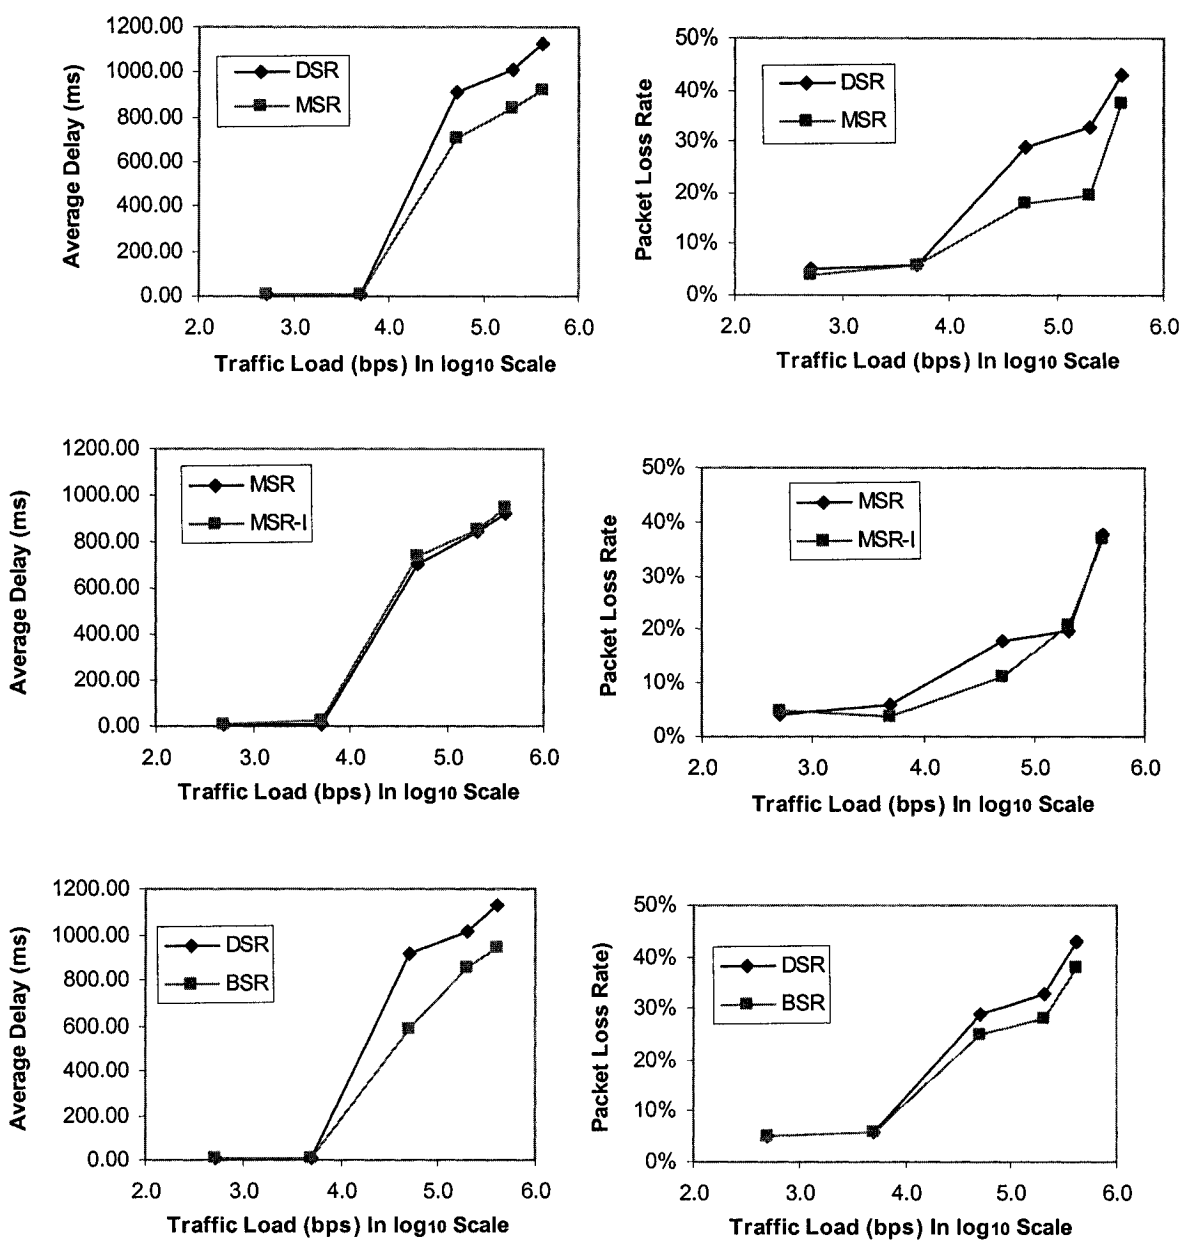 1200.00
1000.00
800.00
600.00
400.00
200.00
0.00
Average Delay (ms)
DSR
MSR
2.0 3.0 4.0 5.0 6.0
Traffic Load (bps) In log10 Scale
50%
40%
30%
20%
10%
0%
Packet Loss Rate
DSR
MSR
2.0 3.0 4.0 5.0 6.0
Traffic Load (bps) In log10 Scale
1200.00
1000.00
800.00
600.00
400.00
200.00
0.00
Average Delay (ms)
MSR
MSR-I
2.0 3.0 4.0 5.0 6.0
Traffic Load (bps) In log10 Scale
50%
40%
30%
20%
10%
0%
Packet Loss Rate
MSR
MSR-I
2.0 3.0 4.0 5.0 6.0
Traffic Load (bps) In log10 Scale
1200.00
1000.00
800.00
600.00
400.00
200.00
0.00
Average Delay (ms)
DSR
BSR
2.0 3.0 4.0 5.0 6.0
Traffic Load (bps) In log10 Scale
50%
40%
30%
20%
10%
0%
Packet Loss Rate)
DSR
BSR
2.0 3.0 4.0 5.0 6.0
Traffic Load (bps) In log10 Scale